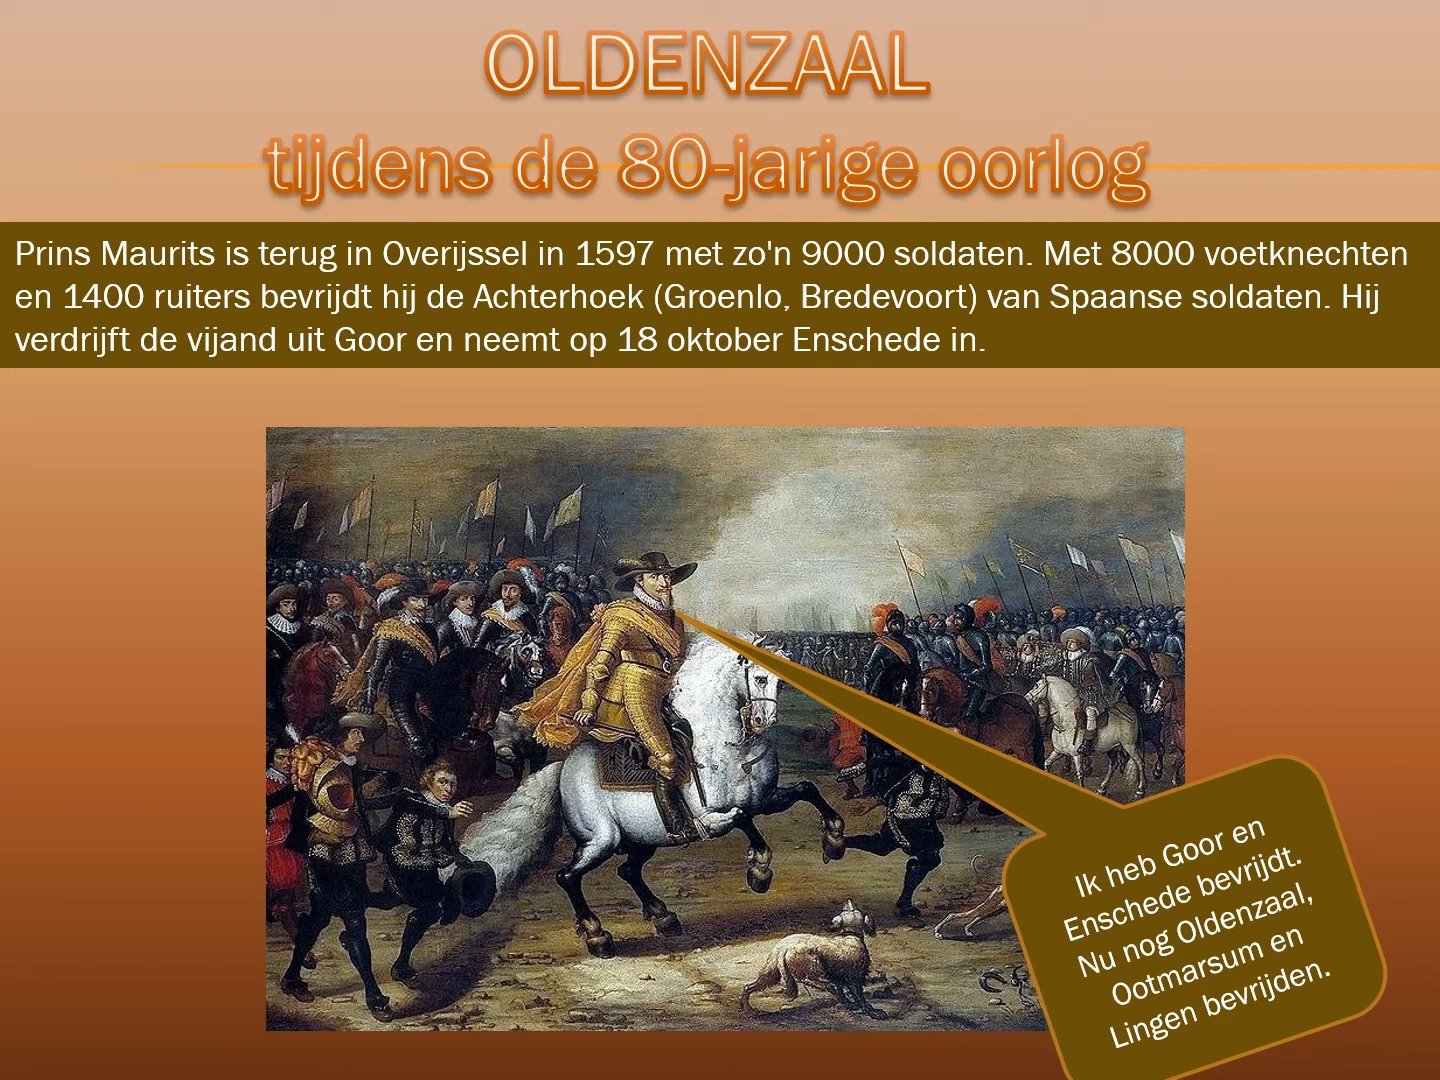 OLDENZAAL
tijdens de 80-jarige oorlog
Prins Maurits is terug in Overijssel in 1597 met zo'n 9000 soldaten. Met 8000 voetknechten
en 1400 ruiters bevrijdt hij de Achterhoek (Groenlo, Bredevoort) van Spaanse soldaten. Hij
verdrijft de vijand uit Goor en neemt op 18 oktober Enschede in.
Ik heb Goor en
Enschede bevrijdt.
Nu nog Oldenzaal,
Ootmarsum en
Lingen bevrijden.